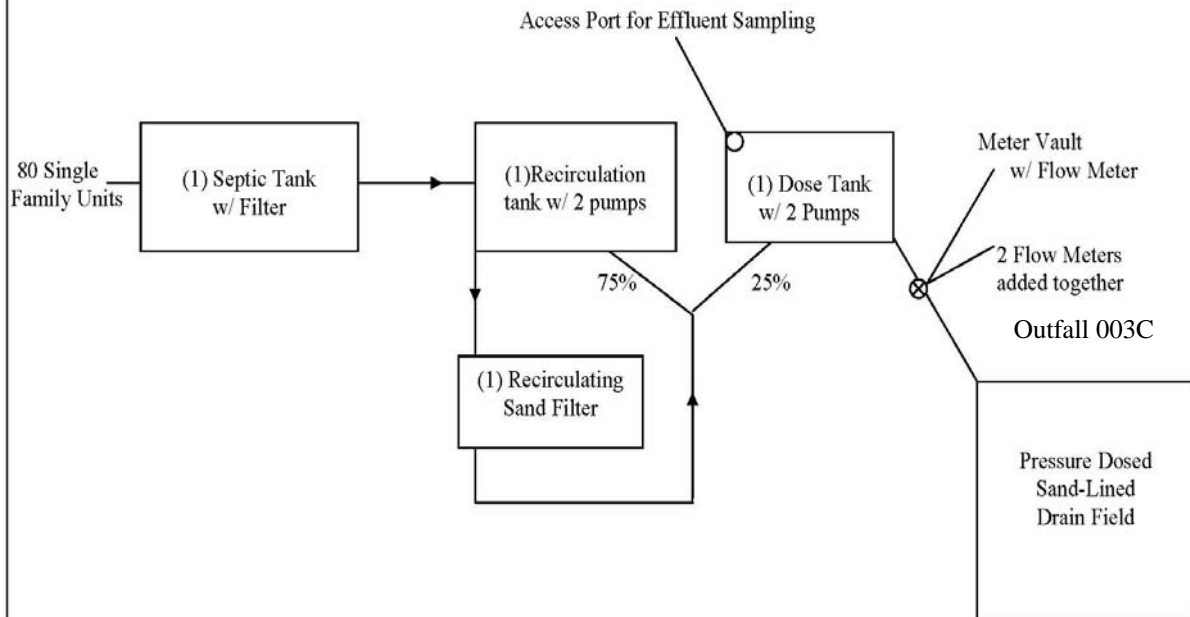 Access Port for Effluent Sampling
80 Single
Family Units
(1) Septic Tank
w/ Filter
(1)Recirculation
tank w/ 2 pumps
(1) Dose Tank
w/ 2 Pumps
Meter Vault
w/ Flow Meter
2 Flow Meters
added together
Outfall 003C
75%
25%
(1) Recirculating
Sand Filter
Pressure Dosed
Sand-Lined
Drain Field